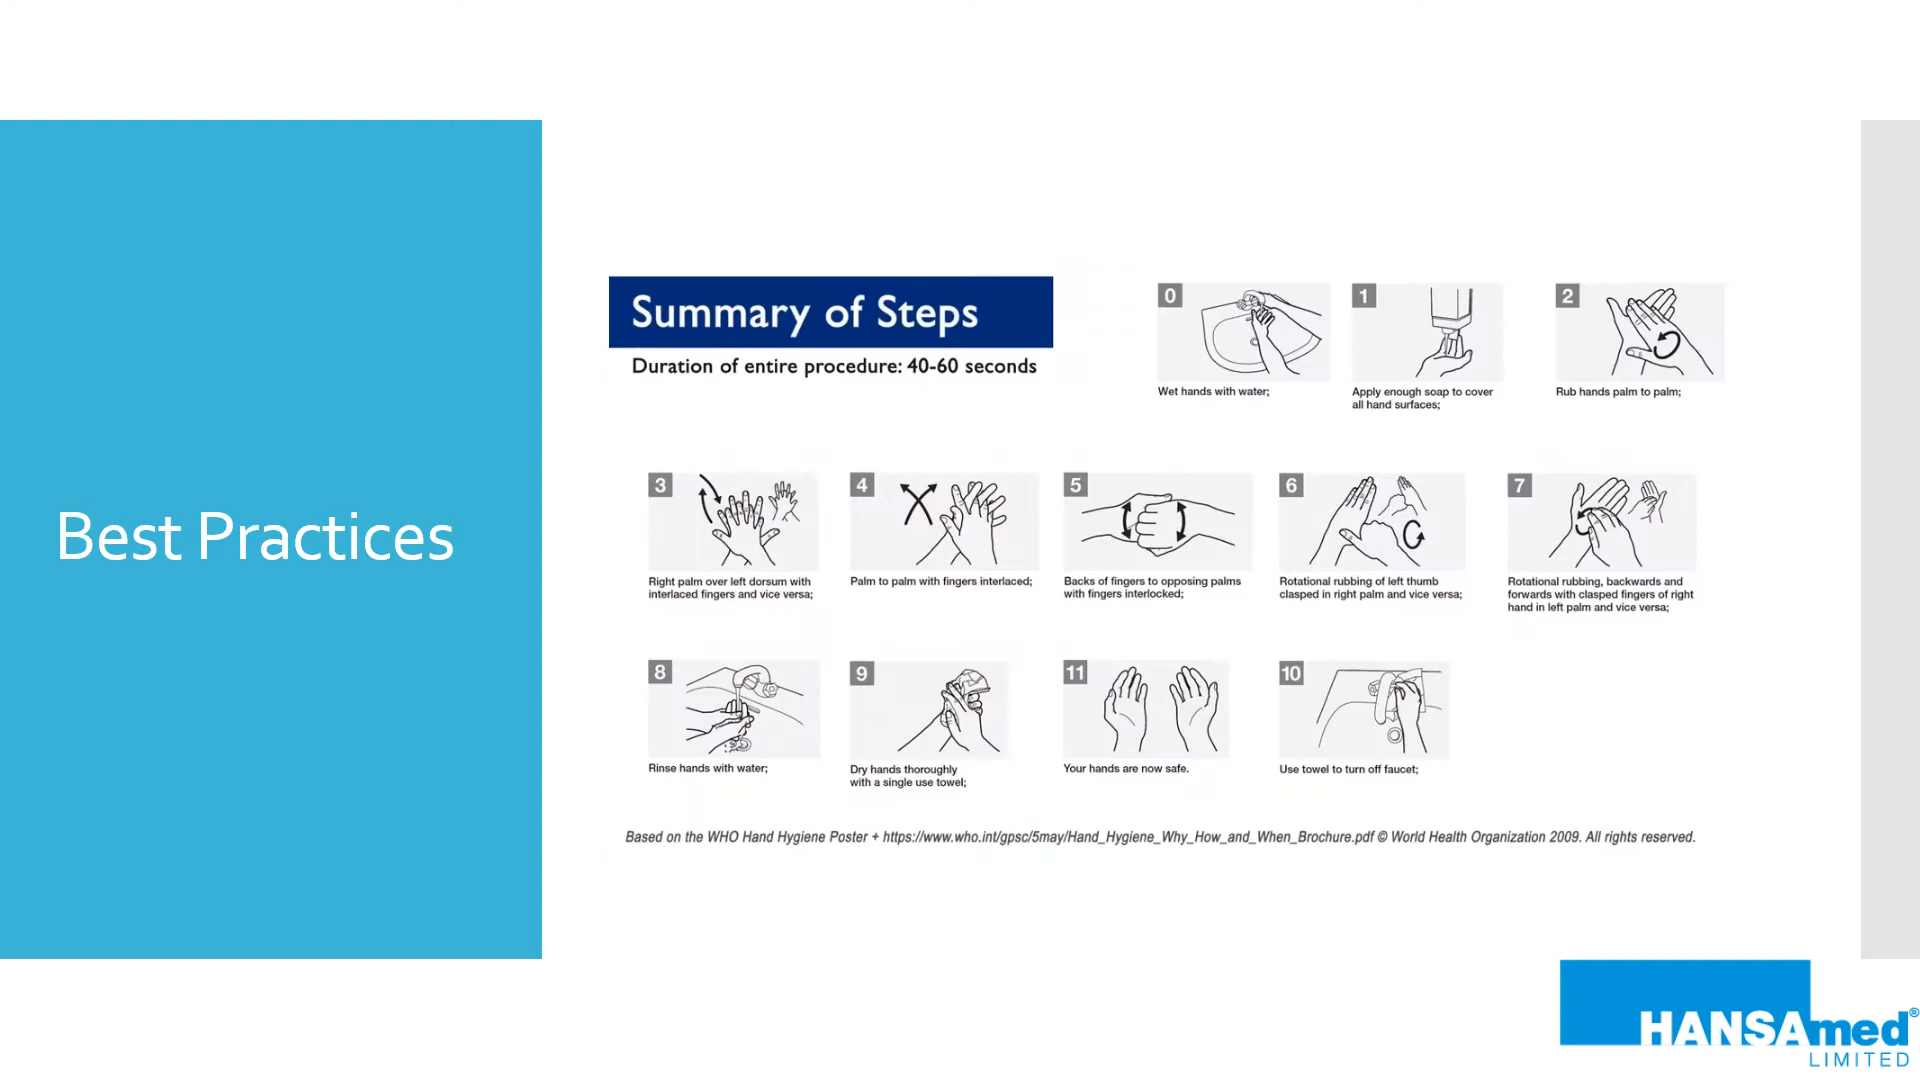 Best Practices
Summary of Steps
Duration of entire procedure: 40-60 seconds
0
Wet hands with water;
1
Apply enough soap to cover
all hand surfaces;
2
Rub hands palm to palm;
3
Right palm over left dorsum with
interlaced fingers and vice versa;
4
Palm to palm with fingers interlaced;
5
Backs of fingers to opposing palms
with fingers interlocked;
6
Rotational rubbing of left thumb
clasped in right palm and vice versa;
7
Rotational rubbing, backwards and
forwards with clasped fingers of right
hand in left palm and vice versa;
8
Rinse hands with water;
9
Dry hands thoroughly
with a single use towel;
11
Your hands are now safe.
10
Use towel to turn off faucet;
Based on the WHO Hand Hygiene Poster + https://www.who.int/gpsc/5may/Hand_Hygiene_Why_How_and_When_Brochure.pdf © World Health Organization 2009. All rights reserved.
HANSAmed®
LIMITED